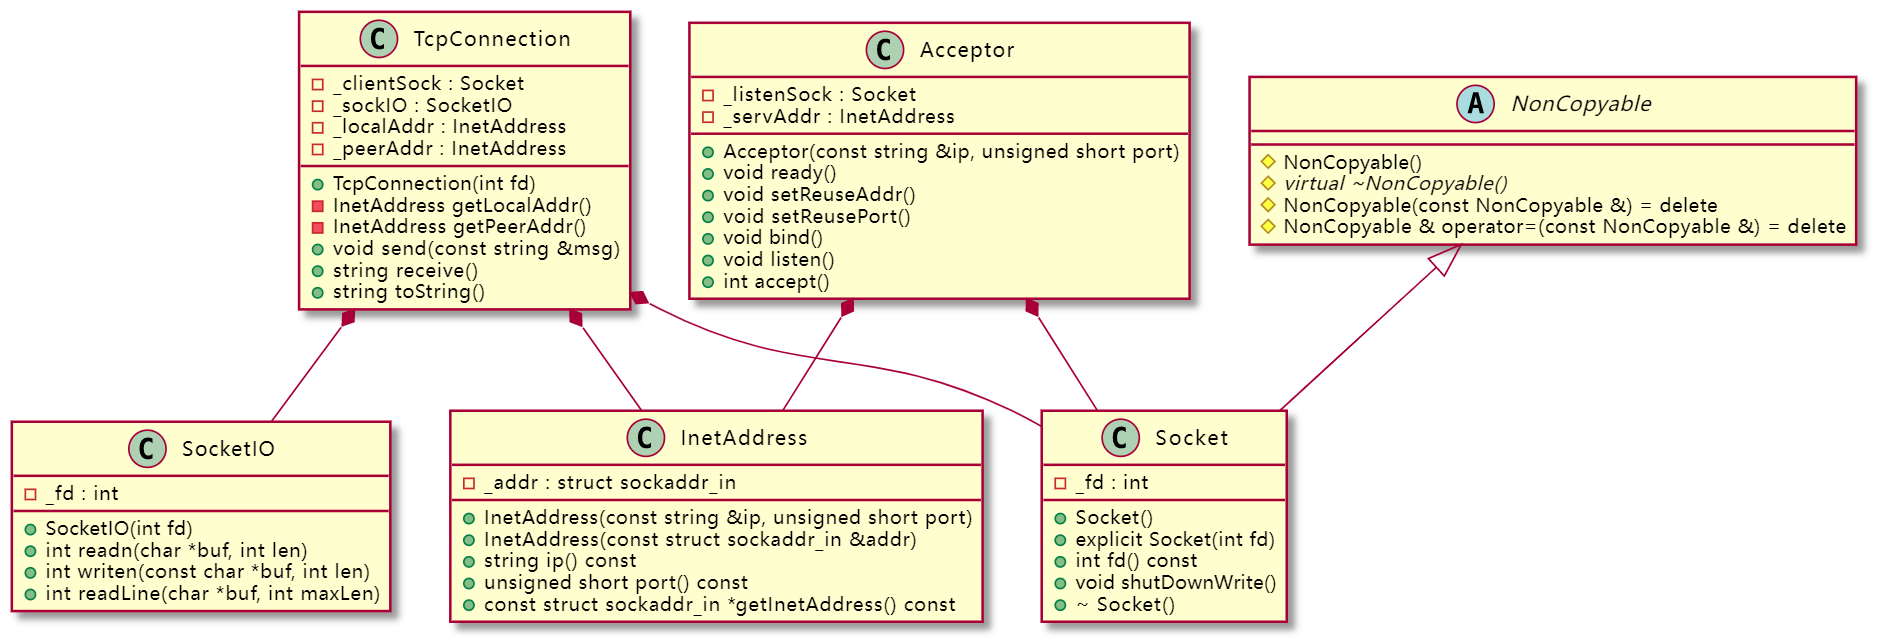 C TcpConnection
_clientSock : Socket
_sockIO : SocketIO
_localAddr : InetAddress
_peerAddr : InetAddress
TcpConnection(int fd)
InetAddress getLocalAddr()
InetAddress getPeerAddr()
void send(const string &msg)
string receive()
string toString()
C Acceptor
_listenSock : Socket
_servAddr : InetAddress
Acceptor(const string &ip, unsigned short port)
void ready()
void setReuseAddr()
void setReusePort()
void bind()
void listen()
int accept()
A NonCopyable
NonCopyable()
virtual ~NonCopyable()
NonCopyable(const NonCopyable &) = delete
NonCopyable & operator=(const NonCopyable &) = delete
C SocketIO
_fd : int
SocketIO(int fd)
int readn(char *buf, int len)
int writen(const char *buf, int len)
int readLine(char *buf, int maxLen)
C InetAddress
_addr : struct sockaddr_in
InetAddress(const string &ip, unsigned short port)
InetAddress(const struct sockaddr_in &addr)
string ip() const
unsigned short port() const
const struct sockaddr_in *getInetAddress() const
C Socket
_fd : int
Socket()
explicit Socket(int fd)
int fd() const
void shutDownWrite()
~ Socket()